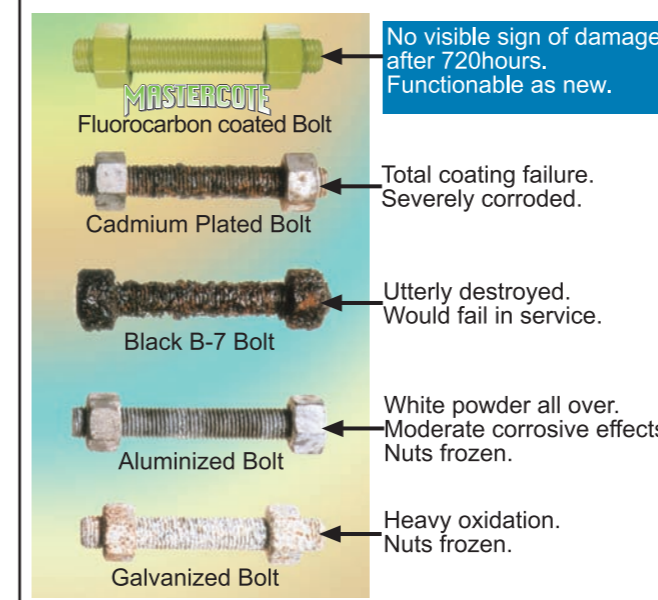 No visible sign of damage
after 720hours.
Functionable as new.
MASTERCOTE
Fluorocarbon coated Bolt
Total coating failure.
Severely corroded.
Cadmium Plated Bolt
Utterly destroyed.
Would fail in service.
Black B-7 Bolt
White powder all over.
Moderate corrosive effects
Nuts frozen.
Aluminized Bolt
Heavy oxidation.
Nuts frozen.
Galvanized Bolt